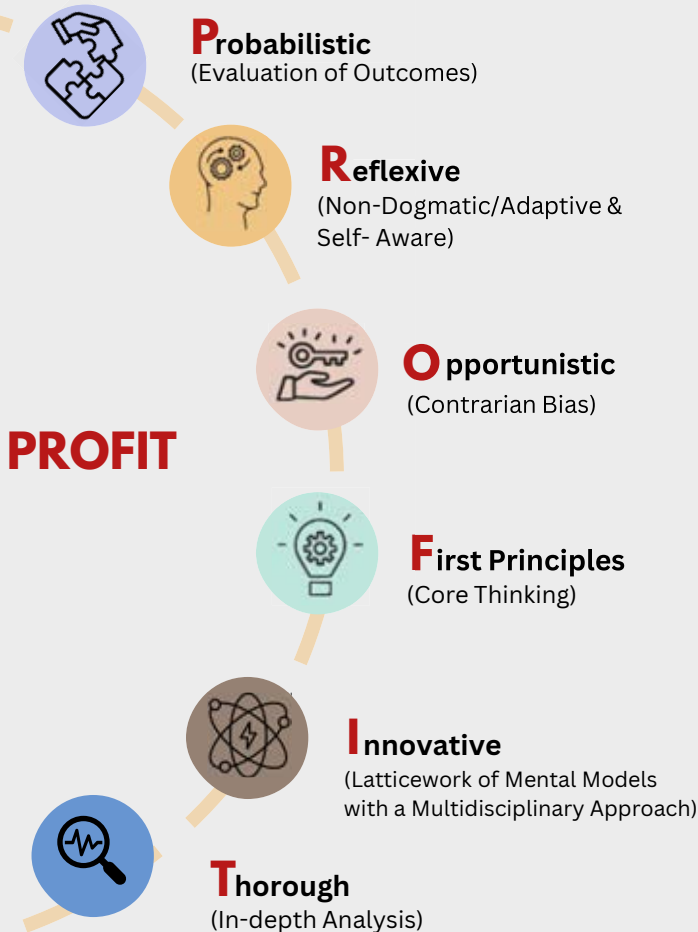 Probabilistic
(Evaluation of Outcomes)
Reflexive
(Non-Dogmatic/Adaptive &
Self- Aware)
Opportunistic
(Contrarian Bias)
PROFIT
First Principles
(Core Thinking)
Innovative
(Latticework of Mental Models
with a Multidisciplinary Approach)
Thorough
(In-depth Analysis)